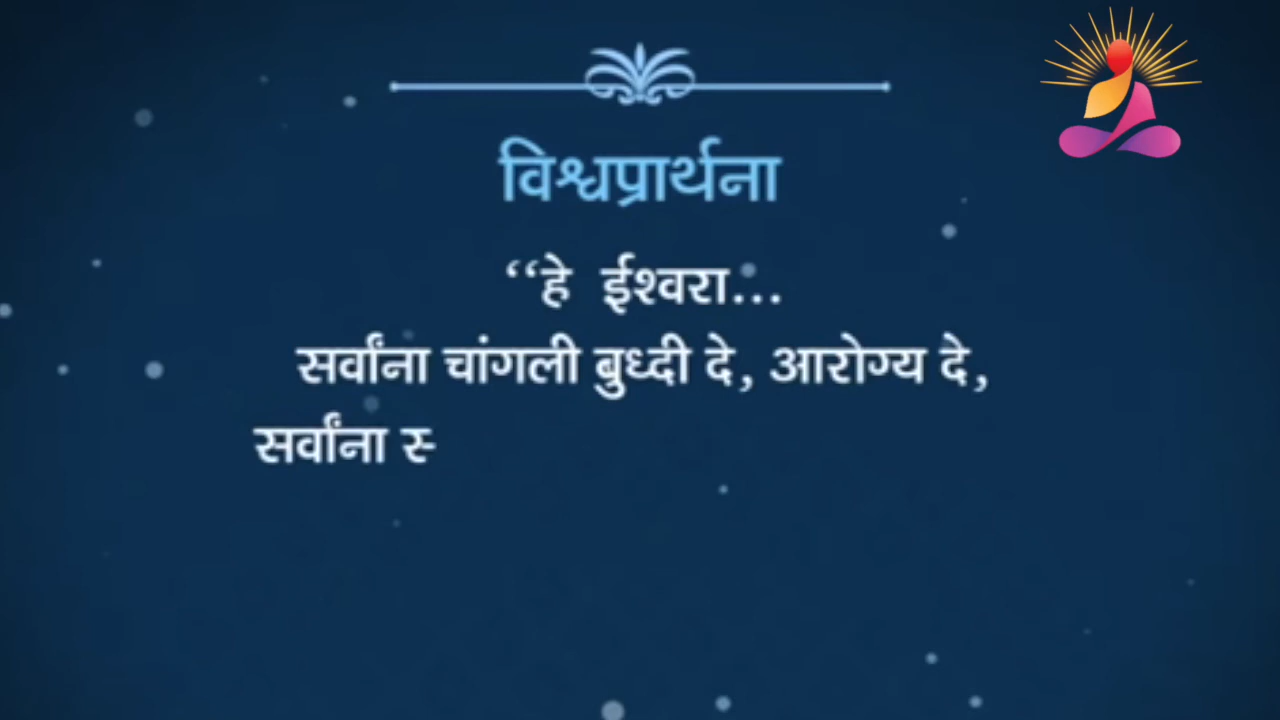 विश्वप्रार्थना
“हे ईश्वरा...
सर्वांना चांगली बुध्दी दे, आरोग्य दे,
सर्वांना स्